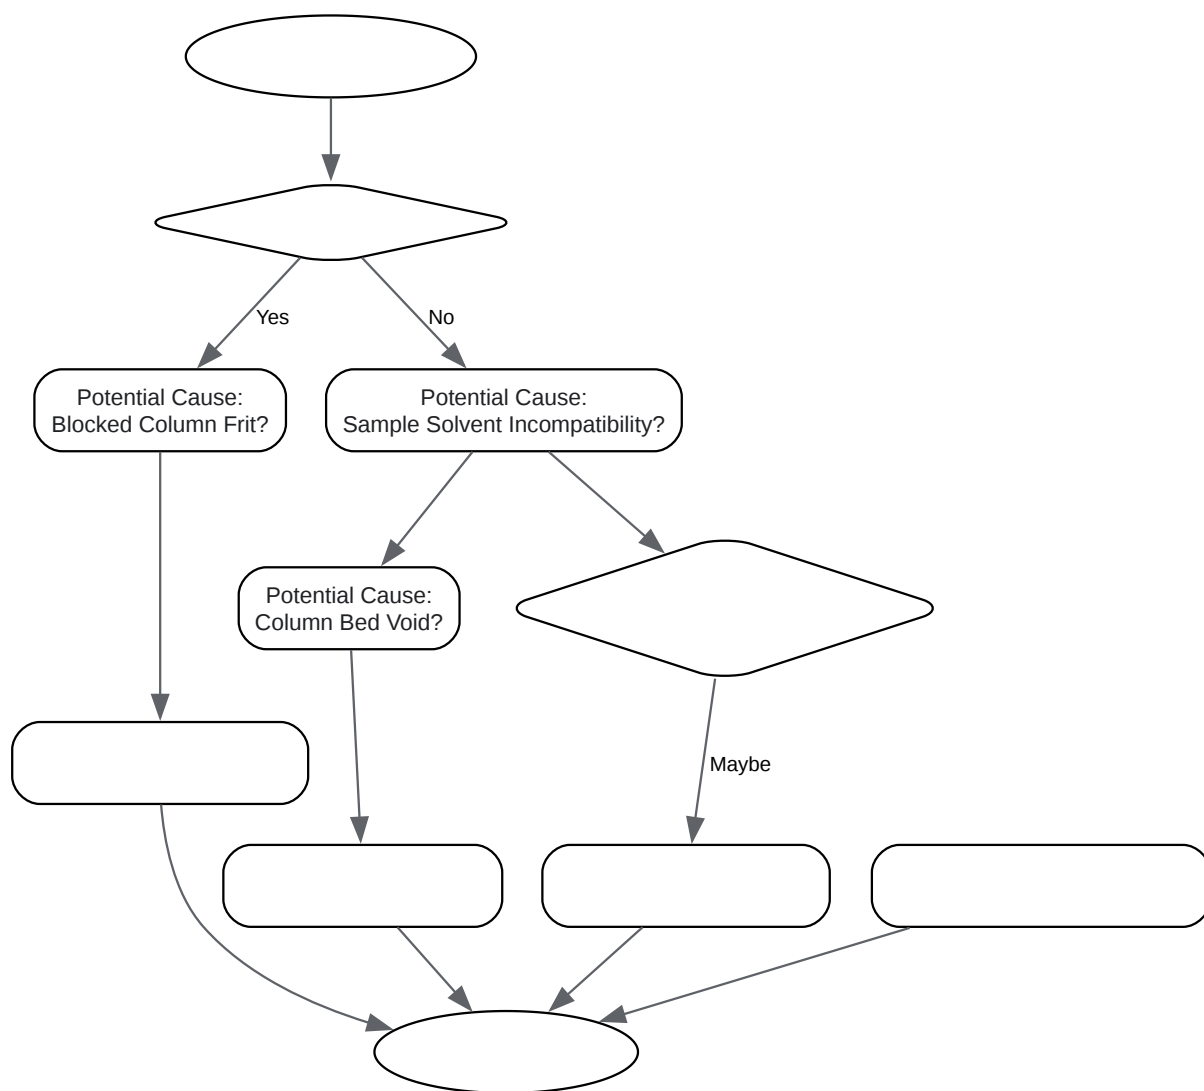 Yes
No
Potential Cause:
Blocked Column Frit?
Potential Cause:
Sample Solvent Incompatibility?
Potential Cause:
Column Bed Void?
Maybe